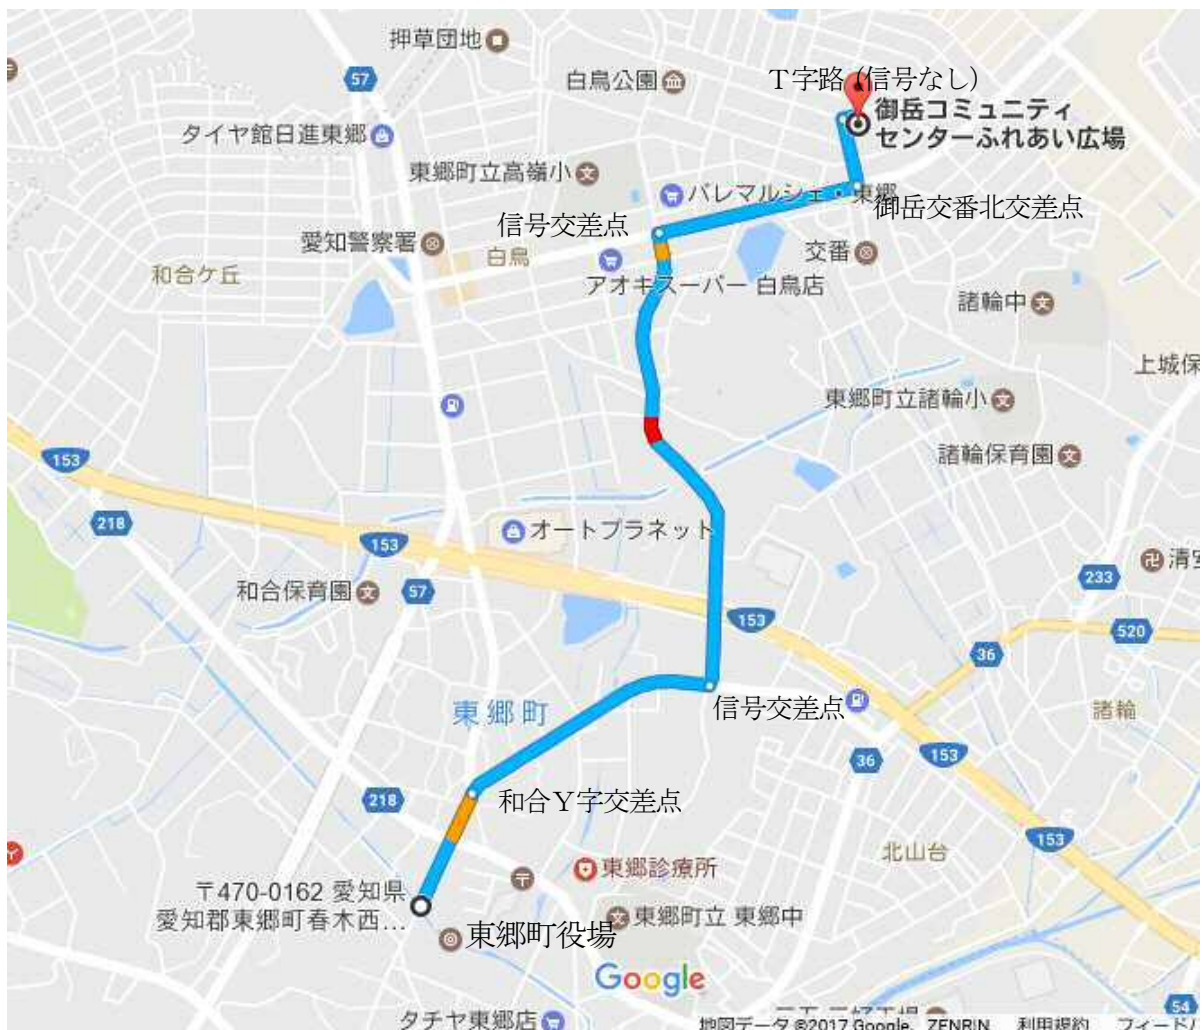 押草団地
57
白鳥公園
T字路(信号なし)
御岳コミュニティ
センターふれあい広場
タイヤ館日進東郷
東郷町立高嶺小
パレマルシェ・東郷
御岳交番北交差点
信号交差点
愛知警察署
白鳥
交番
和合ケ丘
アオキスーパー 白鳥店
諸輪中
上城保
東郷町立諸輪小
諸輪保育園
153
218
オートプラネット
153
清安
和合保育園
57
233
153
520
36
東郷町
信号交差点
諸輪
153
36
218
和合Y字交差点
153
北山台
〒470-0162 愛知県
愛知郡東郷町春木西…
東郷診療所
東郷町立 東郷中
東郷町役場
Google
54
タチヤ東郷店
地図データ ©2017 Google、ZENRIN
利用規約
フィード